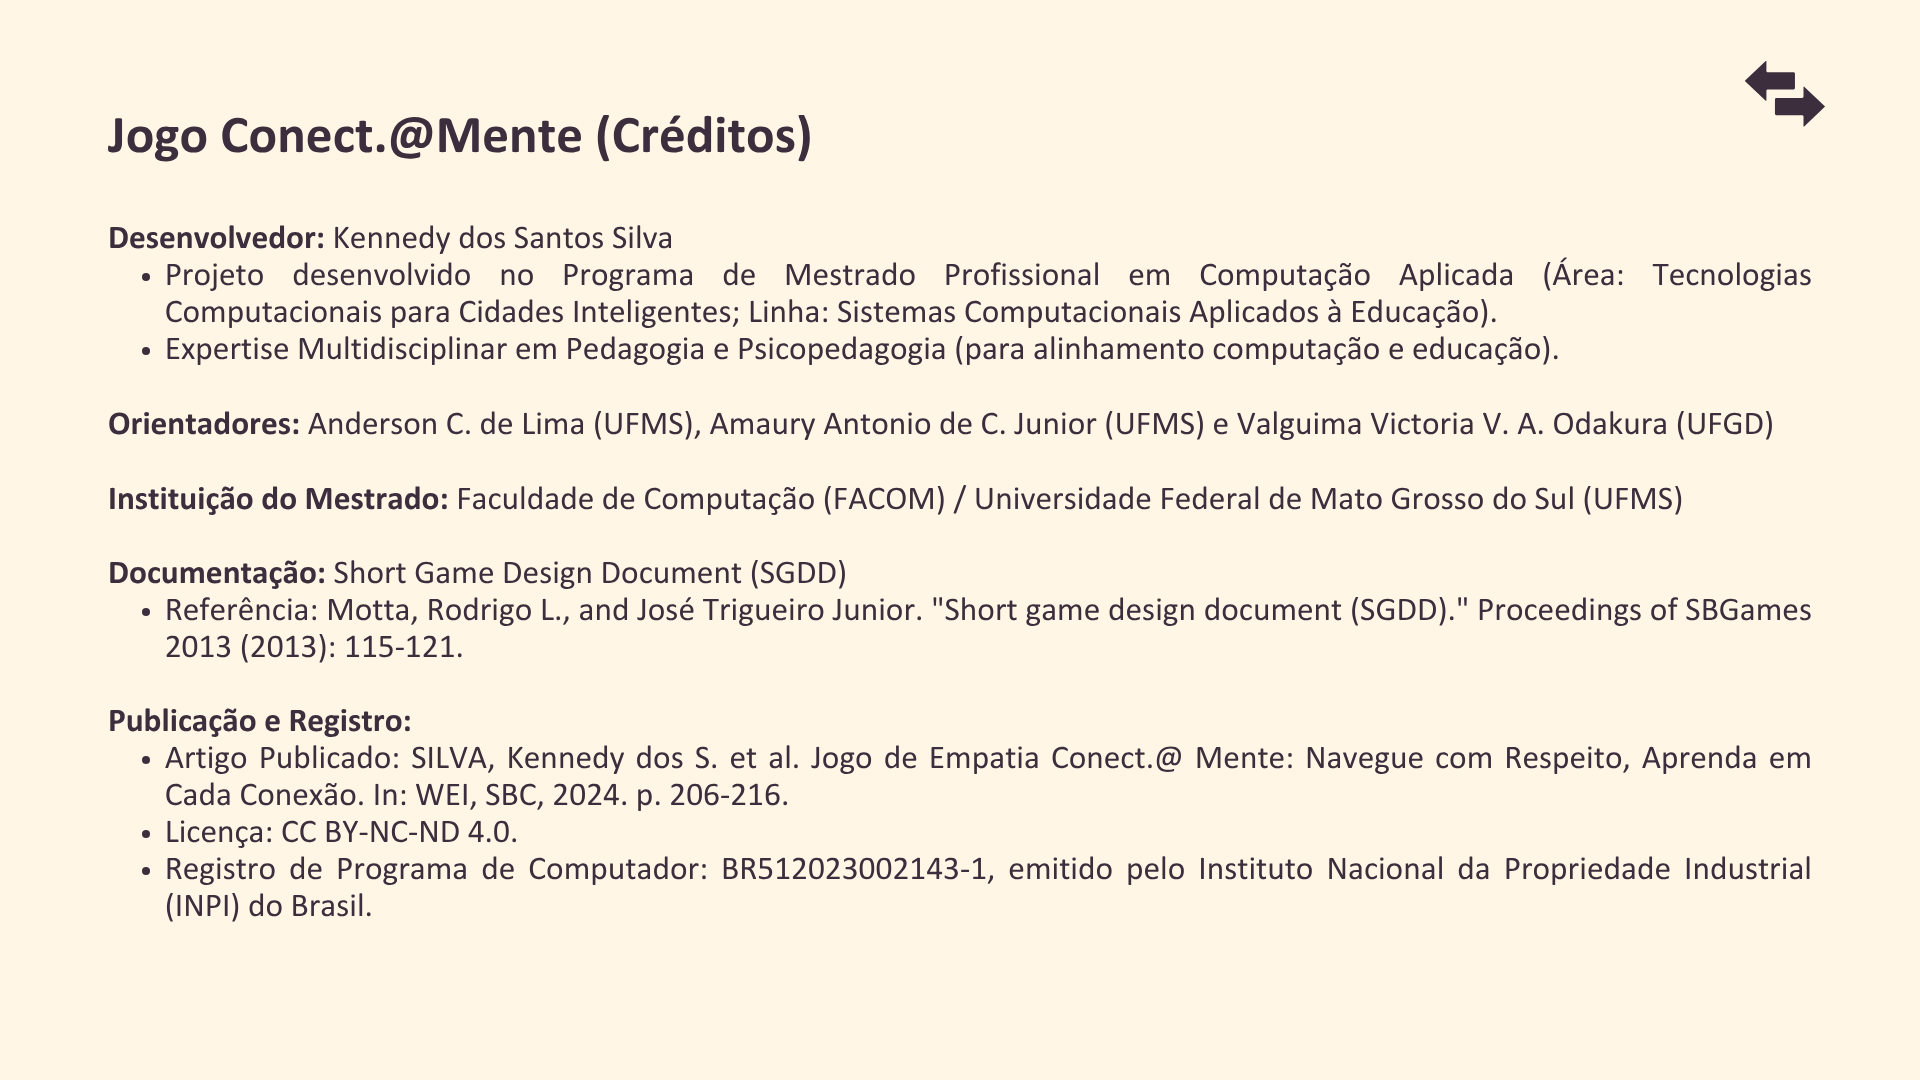 Jogo Conect.@Mente (Créditos)
Desenvolvedor: Kennedy dos Santos Silva
• Projeto desenvolvido no Programa de Mestrado Profissional em Computação Aplicada (Área: Tecnologias
Computacionais para Cidades Inteligentes; Linha: Sistemas Computacionais Aplicados à Educação).
• Expertise Multidisciplinar em Pedagogia e Psicopedagogia (para alinhamento computação e educação).
Orientadores: Anderson C. de Lima (UFMS), Amaury Antonio de C. Junior (UFMS) e Valguima Victoria V. A. Odakura (UFGD)
Instituição do Mestrado: Faculdade de Computação (FACOM) / Universidade Federal de Mato Grosso do Sul (UFMS)
Documentação: Short Game Design Document (SGDD)
• Referência: Motta, Rodrigo L., and José Trigueiro Junior. "Short game design document (SGDD)." Proceedings of SBGames
2013 (2013): 115-121.
Publicação e Registro:
• Artigo Publicado: SILVA, Kennedy dos S. et al. Jogo de Empatia Conect.@ Mente: Navegue com Respeito, Aprenda em
Cada Conexão. In: WEI, SBC, 2024. p. 206-216.
• Licença: CC BY-NC-ND 4.0.
• Registro de Programa de Computador: BR512023002143-1, emitido pelo Instituto Nacional da Propriedade Industrial
(INPI) do Brasil.